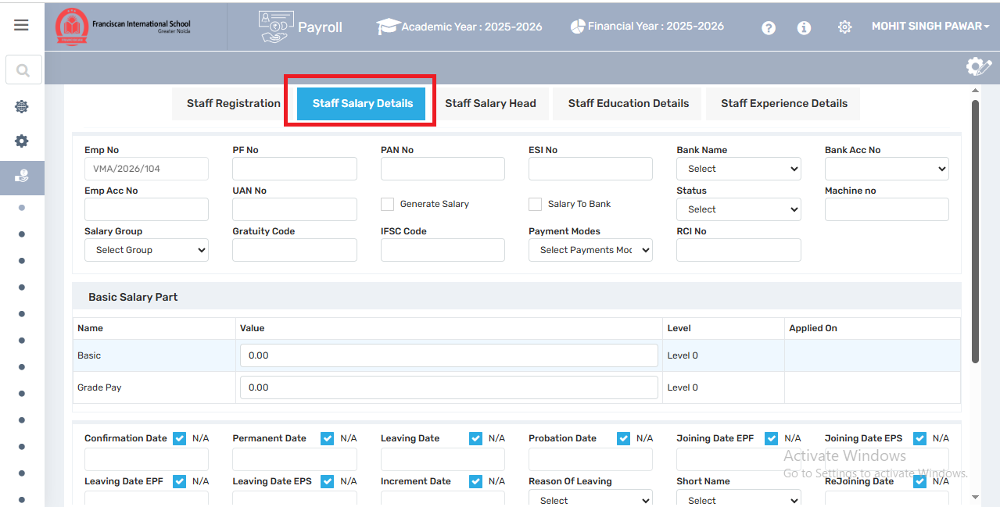 Franciscan International School
Greater Noida
Payroll
Academic Year : 2025-2026
Financial Year : 2025-2026
MOHIT SINGH PAWAR
Staff Registration
Staff Salary Details
Staff Salary Head
Staff Education Details
Staff Experience Details
Emp No PF No PAN No ESI No Bank Name Bank Acc No
VMA/2026/104 Select
Emp Acc No UAN No Status Machine no
Generate Salary Salary To Bank
Select
Salary Group Gratuity Code IFSC Code Payment Modes RCI No
Select Group Select Payments Moc
Basic Salary Part
Name Value Level Applied On
Basic 0.00 Level 0
Grade Pay 0.00 Level 0
Confirmation Date N/A Permanent Date N/A Leaving Date N/A Probation Date N/A Joining Date EPF N/A Joining Date EPS N/A
Activate Windows
Go to Settings to activate Windows.
Leaving Date EPF N/A Leaving Date EPS N/A Increment Date N/A Reason Of Leaving Short Name ReJoining Date N/A
Select Select